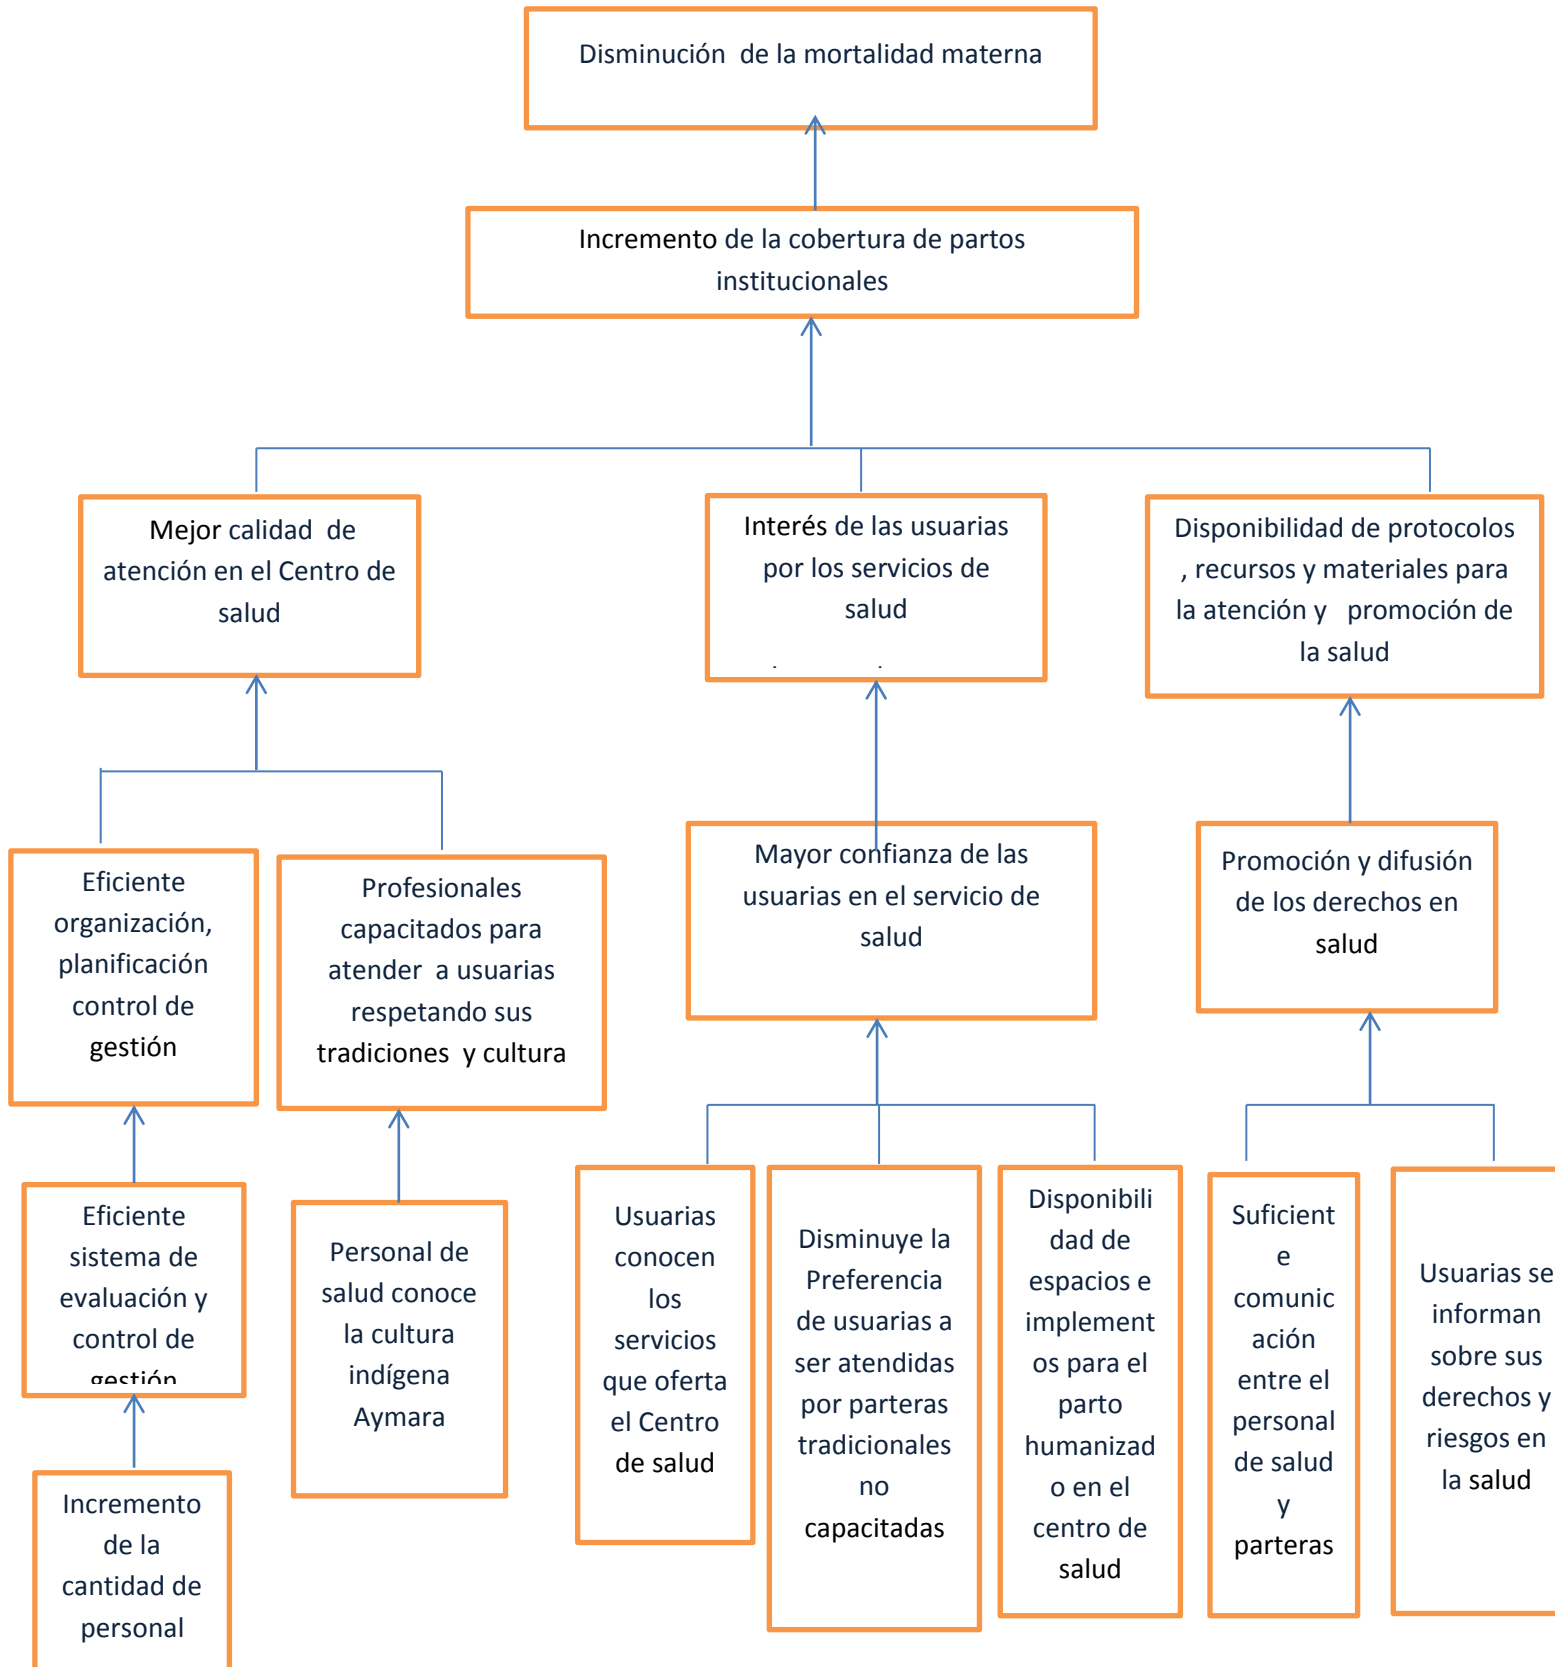 Disminución de la mortalidad materna
Incremento de la cobertura de partos
institucionales
Mejor calidad de
atención en el Centro de
salud
Interés de las usuarias
por los servicios de
salud
Disponibilidad de protocolos
, recursos y materiales para
la atención y promoción de
la salud
Eficiente
organización,
planificación
control de
gestión
Profesionales
capacitados para
atender a usuarias
respetando sus
tradiciones y cultura
Mayor confianza de las
usuarias en el servicio de
salud
Promoción y difusión
de los derechos en
salud
Eficiente
sistema de
evaluación y
control de
gestión
Personal de
salud conoce
la cultura
indígena
Aymara
Usuarias
conocen
los
servicios
que oferta
el Centro
de salud
Disminuye la
Preferencia
de usuarias a
ser atendidas
por parteras
tradicionales
no
capacitadas
Disponibili
dad de
espacios e
implement
os para el
parto
humanizad
o en el
centro de
salud
Suficient
e
comunic
ación
entre el
personal
de salud
y
parteras
Usuarias se
informan
sobre sus
derechos y
riesgos en
la salud
Incremento
de la
cantidad de
personal